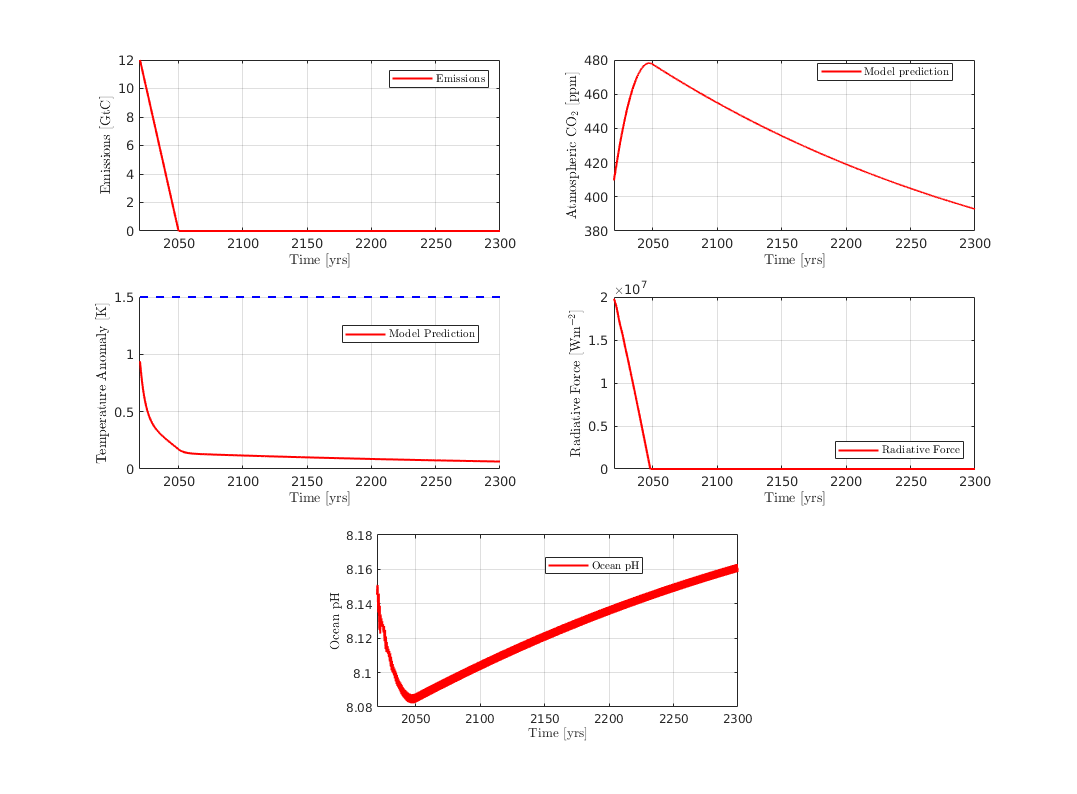 Emissions [GtC]
12
10
8
6
4
2
0
Emissions
2050 2100 2150 2200 2250 2300
Time [yrs]
Atmospheric CO₂ [ppm]
480
460
440
420
400
380
Model prediction
2050 2100 2150 2200 2250 2300
Time [yrs]
Temperature Anomaly [K]
1.5
1
0.5
0
Model Prediction
2050 2100 2150 2200 2250 2300
Time [yrs]
Radiative Force [Wm⁻²]
×10⁷
2
1.5
1
0.5
0
Radiative Force
2050 2100 2150 2200 2250 2300
Time [yrs]
Ocean pH
8.18
8.16
8.14
8.12
8.1
8.08
Ocean pH
2050 2100 2150 2200 2250 2300
Time [yrs]